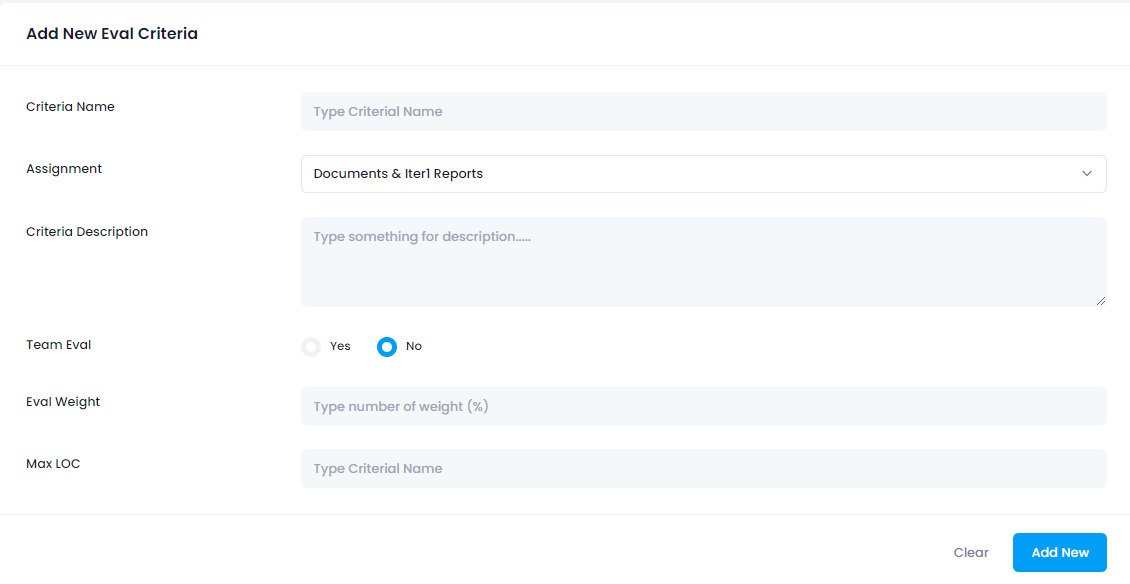 Add New Eval Criteria
Criteria Name
Type Criterial Name
Assignment
Documents & Iter1 Reports
Criteria Description
Type something for description.....
Team Eval
Yes
No
Eval Weight
Type number of weight (%)
Max LOC
Type Criterial Name
Clear
Add New